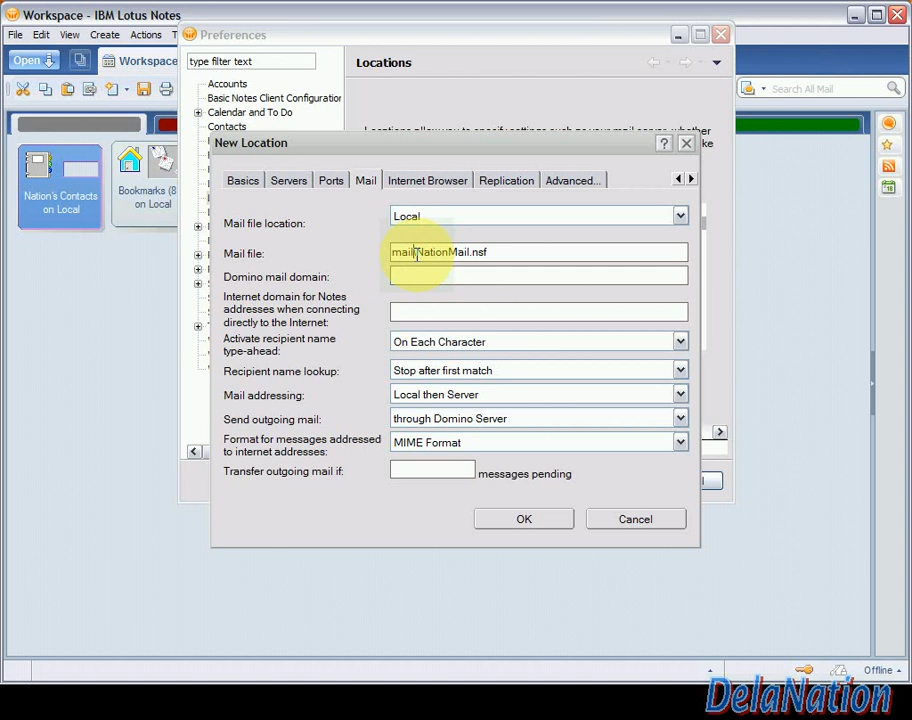 Workspace - IBM Lotus Notes
File Edit View Create Actions
Preferences
Open
Workspace
type filter text
Locations
Search All Mail
Accounts
Basic Notes Client Configuration
Calendar and To Do
Contacts
New Location
Basics Servers Ports Mail Internet Browser Replication Advanced...
Nation's Contacts
on Local
Bookmarks (8
on Local
Mail file location:
Local
Mail file:
NationMail.nsf
Domino mail domain:
Internet domain for Notes
addresses when connecting
directly to the Internet:
Activate recipient name
type-ahead:
On Each Character
Recipient name lookup:
Stop after first match
Mail addressing:
Local then Server
Send outgoing mail:
through Domino Server
Format for messages addressed
to internet addresses:
MIME Format
Transfer outgoing mail if:
messages pending
OK
Cancel
Offline
DelaNation